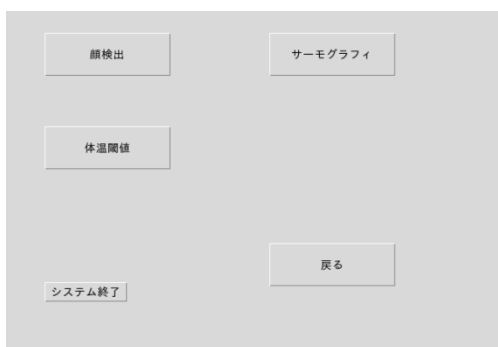 顔検出
サーモグラフィ
体温閾値
戻る
システム終了